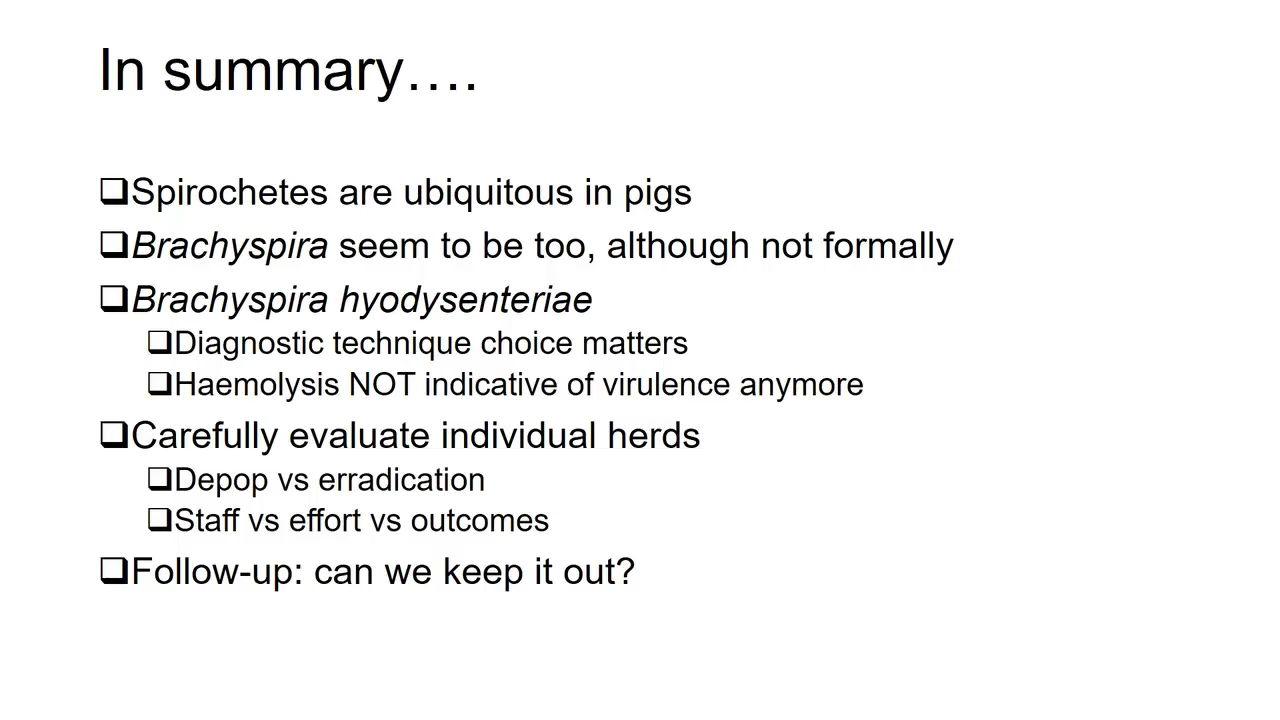 In summary….
❑Spirochetes are ubiquitous in pigs
❑Brachyspira seem to be too, although not formally
❑Brachyspira hyodysenteriae
❑Diagnostic technique choice matters
❑Haemolysis NOT indicative of virulence anymore
❑Carefully evaluate individual herds
❑Depop vs erradication
❑Staff vs effort vs outcomes
❑Follow-up: can we keep it out?